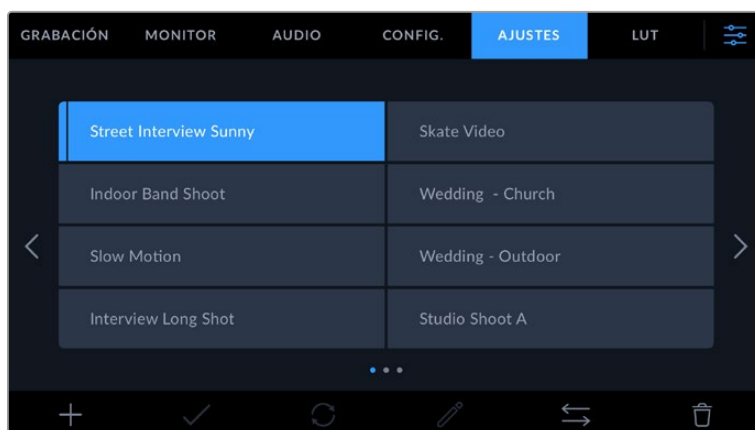 GRABACIÓN MONITOR AUDIO CONFIG. AJUSTES LUT
Street Interview Sunny Skate Video
Indoor Band Shoot Wedding - Church
Slow Motion Wedding - Outdoor
Interview Long Shot Studio Shoot A